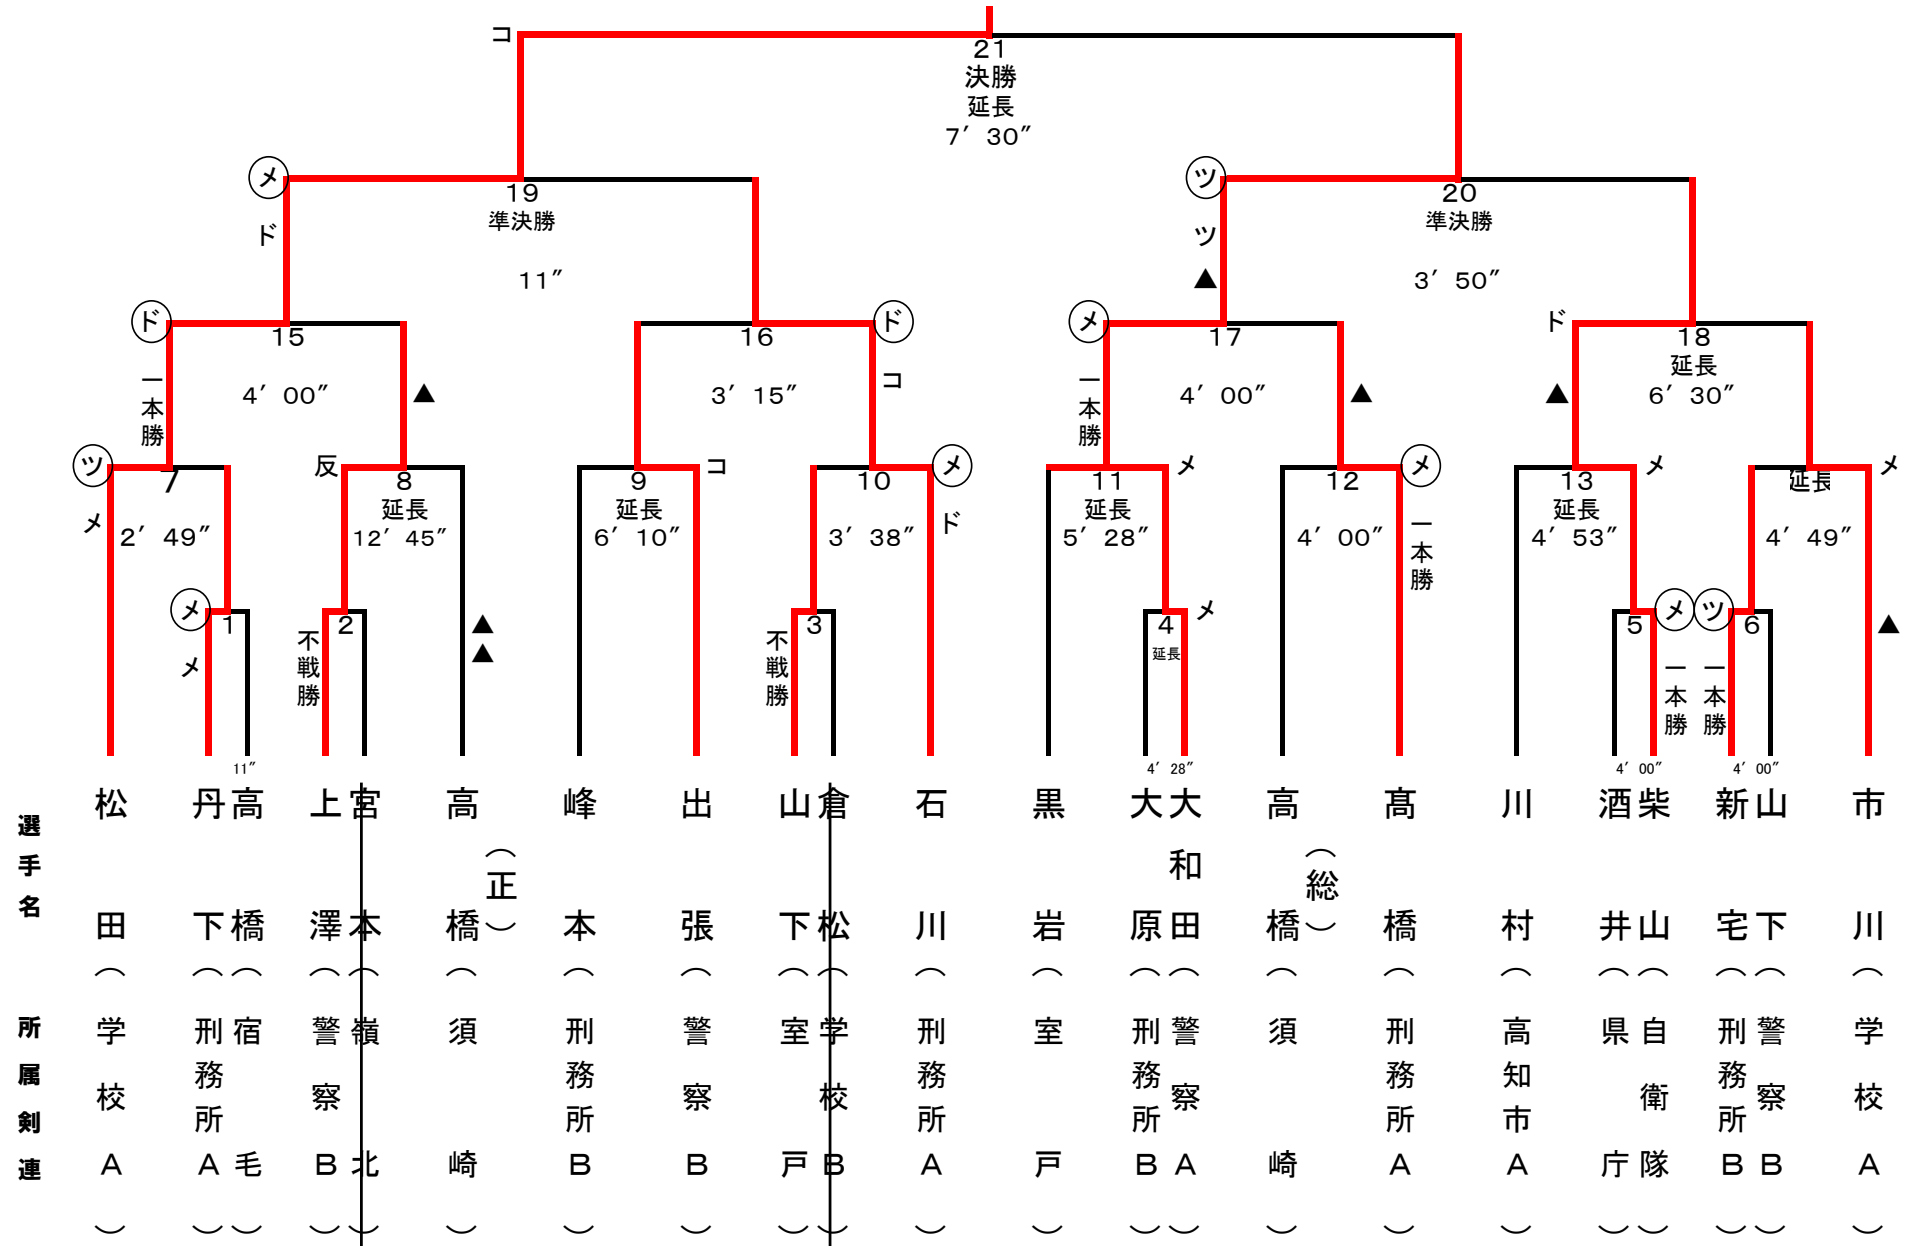 コ
21
決勝
延長
7′ 30″
メ
ド
19
準決勝
11″
ツ
ツ
▲
20
準決勝
3′ 50″
ド
一本勝
15
4′ 00″
▲
16
3′ 15″
ド
コ
メ
一本勝
17
4′ 00″
▲
ド
▲
18
延長
6′ 30″
ツ
メ
7
2′ 49″
反
8
延長
12′ 45″
▲
▲
9
延長
6′ 10″
コ
10
3′ 38″
メ
ド
11
延長
5′ 28″
メ
12
4′ 00″
メ
一本勝
13
延長
4′ 53″
メ
延長
4′ 49″
メ
▲
メ
メ
1
11″
不戦勝
2
不戦勝
3
4
延長
メ
4′ 28″
5
メ
一本勝
4′ 00″
ツ
一本勝
6
4′ 00″
選手名
所属剣連
松田(学校A)
丹下(刑務所A)
高橋(宿毛)
上澤(警察B)
宮本(嶺北)
高橋(正)(須崎)
峰本(刑務所B)
出張(警察B)
山下(室戸)
倉松(学校B)
石川(刑務所A)
黒岩(室戸)
大原(刑務所B)
大和田(警察A)
高橋(総)(須崎)
髙橋(刑務所A)
川村(高知市A)
酒井(県庁)
柴山(自衛隊)
新宅(刑務所B)
山下(警察B)
市川(学校A)